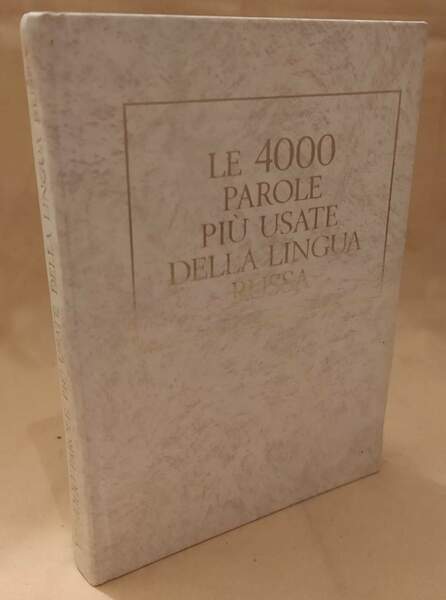 LE 4000
PAROLE
PIÙ USATE
DELLA LINGUA
RUSSA